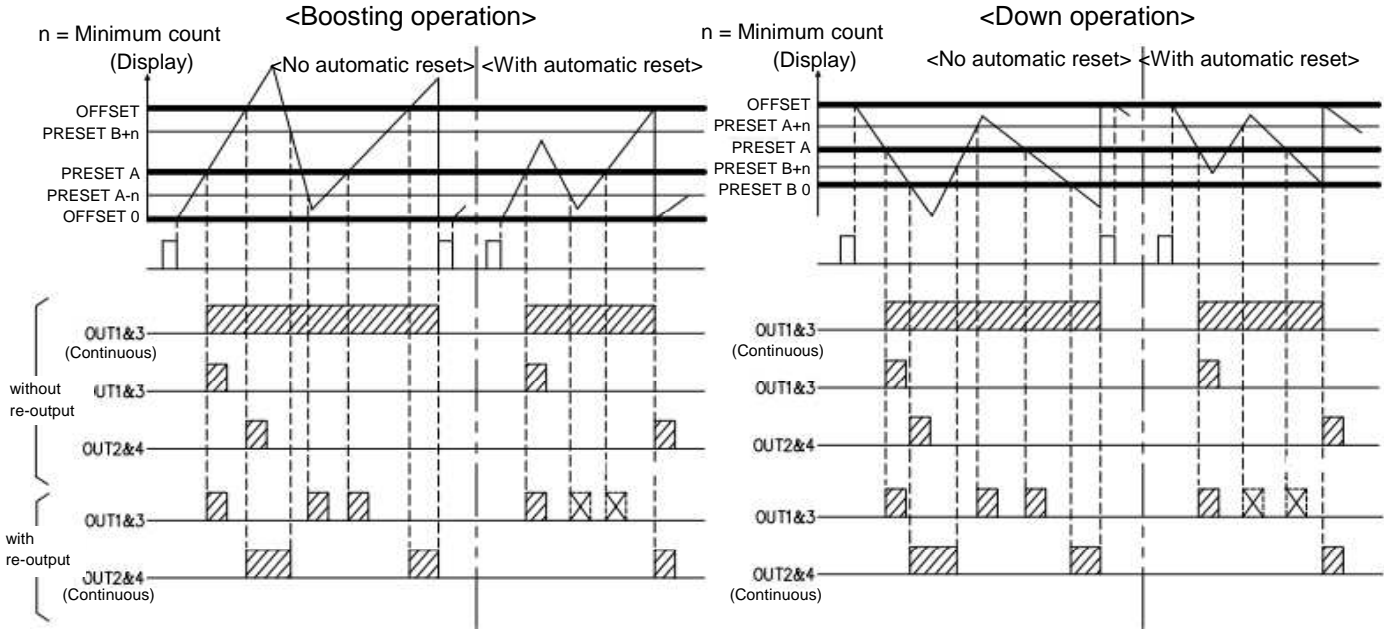 <Boosting operation>
n = Minimum count
(Display)
<No automatic reset>
<With automatic reset>
OFFSET
PRESET B+n
PRESET A
PRESET A-n
OFFSET 0
without
re-output
OUT1&3
(Continuous)
UT1&3
OUT2&4
with
re-output
OUT1&3
OUT2&4
(Continuous)
<Down operation>
n = Minimum count
(Display)
<No automatic reset>
<With automatic reset>
OFFSET
PRESET A+n
PRESET A
PRESET B+n
PRESET B 0
OUT1&3
(Continuous)
OUT1&3
OUT2&4
OUT1&3
OUT2&4
(Continuous)